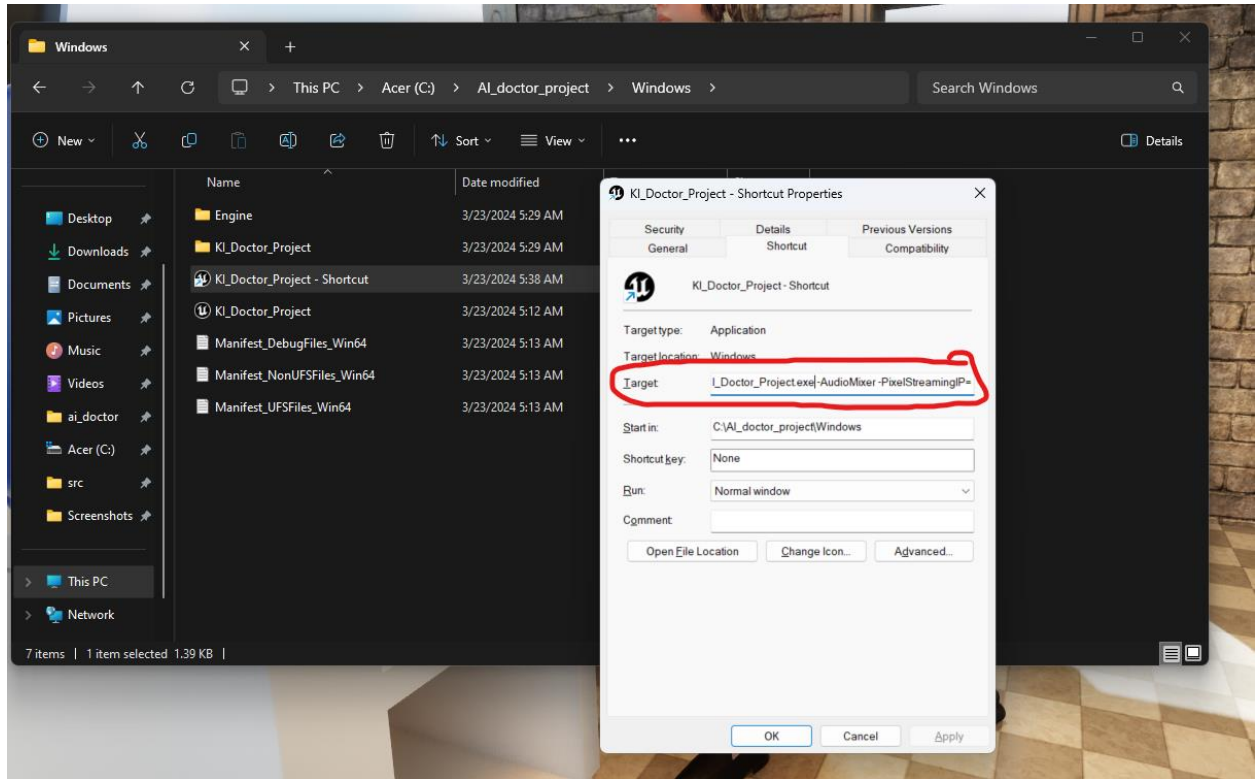 Windows
This PC > Acer (C:) > AI_doctor_project > Windows >
Search Windows
New
Sort
View
Details
Name
Date modified
Desktop
Downloads
Documents
Pictures
Music
Videos
ai_doctor
Acer (C:)
src
Screenshots
This PC
Network
Engine 3/23/2024 5:29 AM
KI_Doctor_Project 3/23/2024 5:29 AM
KI_Doctor_Project - Shortcut 3/23/2024 5:38 AM
KI_Doctor_Project 3/23/2024 5:12 AM
Manifest_DebugFiles_Win64 3/23/2024 5:13 AM
Manifest_NonUFSFiles_Win64 3/23/2024 5:13 AM
Manifest_UFSFiles_Win64 3/23/2024 5:13 AM
7 items | 1 item selected 1.39 KB |
KI_Doctor_Project - Shortcut Properties
Security Details Previous Versions
General Shortcut Compatibility
KI_Doctor_Project - Shortcut
Target type: Application
Target location: Windows
Target: I_Doctor_Project.exe -AudioMixer -PixelStreamingIP=
Start in: C:\AI_doctor_project\Windows
Shortcut key: None
Run: Normal window
Comment:
Open File Location Change Icon... Advanced...
OK Cancel Apply